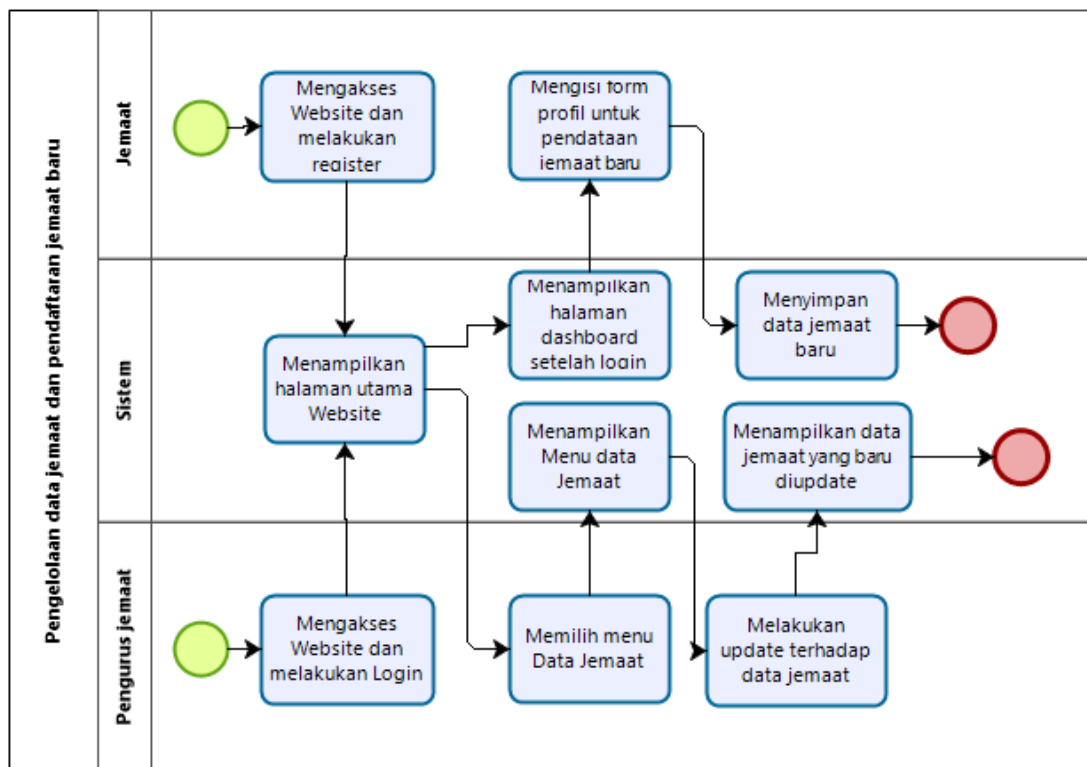 Pengelolaan data jemaat dan pendaftaran jemaat baru
Jemaat
Mengakses
Website dan
melakukan
register
Mengisi form
profil untuk
pendataan
jemaat baru
Sistem
Menampilkan
halaman utama
Website
Menampilkan
halaman
dashboard
setelah login
Menyimpan
data jemaat
baru
Menampilkan
Menu data
Jemaat
Menampilkan data
jemaat yang baru
diupdate
Pengurus jemaat
Mengakses
Website dan
melakukan Login
Memilih menu
Data Jemaat
Melakukan
update terhadap
data jemaat